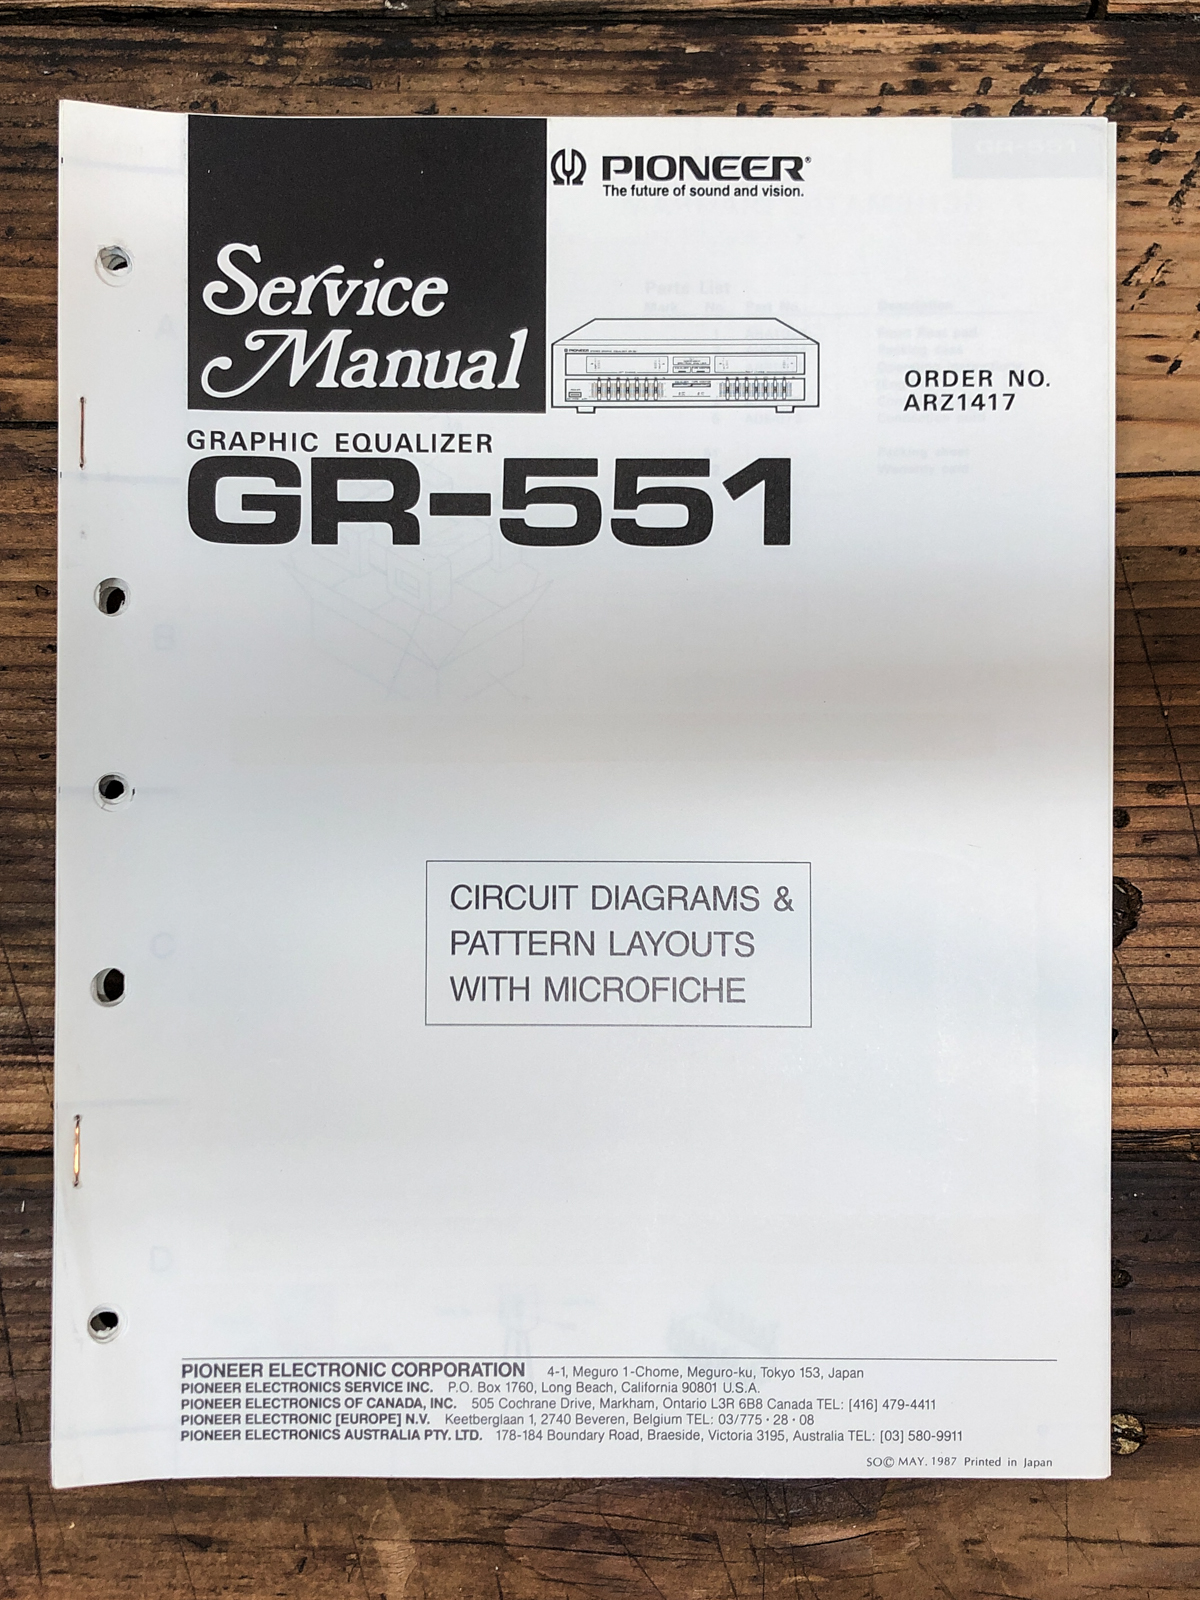 PIONEER®
The future of sound and vision.
Service
Manual
ORDER NO.
ARZ1417
GRAPHIC EQUALIZER
GR-551
CIRCUIT DIAGRAMS &
PATTERN LAYOUTS
WITH MICROFICHE
PIONEER ELECTRONIC CORPORATION 4-1, Meguro 1-Chome, Meguro-ku, Tokyo 153, Japan
PIONEER ELECTRONICS SERVICE INC. P.O. Box 1760, Long Beach, California 90801 U.S.A.
PIONEER ELECTRONICS OF CANADA, INC. 505 Cochrane Drive, Markham, Ontario L3R 6B8 Canada TEL: [416] 479-4411
PIONEER ELECTRONIC [EUROPE] N.V. Keetberglaan 1, 2740 Beveren, Belgium TEL: 03/775·28·08
PIONEER ELECTRONICS AUSTRALIA PTY. LTD. 178-184 Boundary Road, Braeside, Victoria 3195, Australia TEL: [03] 580-9911
SO© MAY. 1987 Printed in Japan